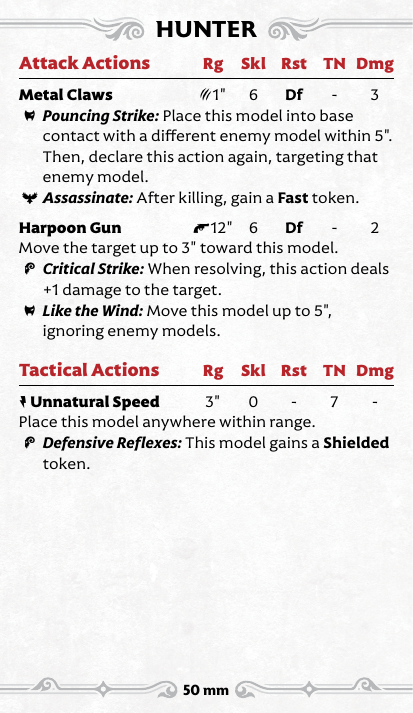 HUNTER
Attack Actions Rg Skl Rst TN Dmg
Metal Claws 1" 6 Df - 3
Pouncing Strike: Place this model into base
contact with a different enemy model within 5".
Then, declare this action again, targeting that
enemy model.
Assassinate: After killing, gain a Fast token.
Harpoon Gun 12" 6 Df - 2
Move the target up to 3" toward this model.
Critical Strike: When resolving, this action deals
+1 damage to the target.
Like the Wind: Move this model up to 5",
ignoring enemy models.
Tactical Actions Rg Skl Rst TN Dmg
Unnatural Speed 3" 0 - 7 -
Place this model anywhere within range.
Defensive Reflexes: This model gains a Shielded
token.
50 mm